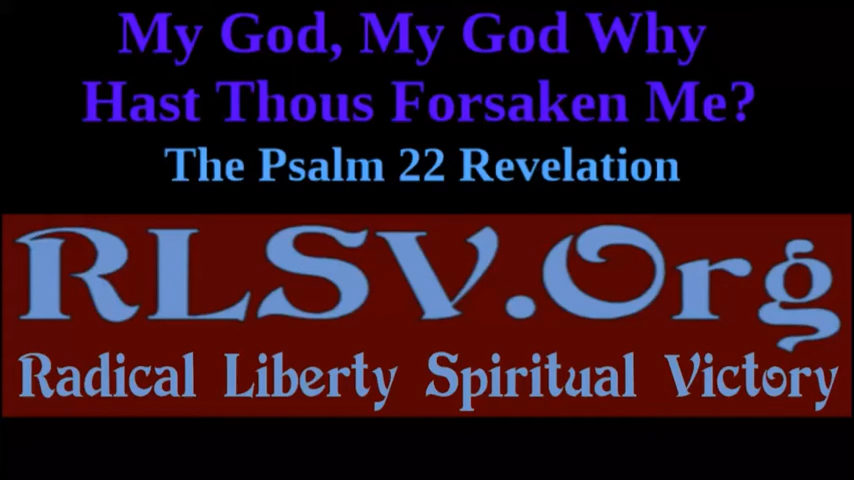 My God, My God Why
Hast Thous Forsaken Me?
The Psalm 22 Revelation
RLSV.Org
Radical Liberty Spiritual Victory